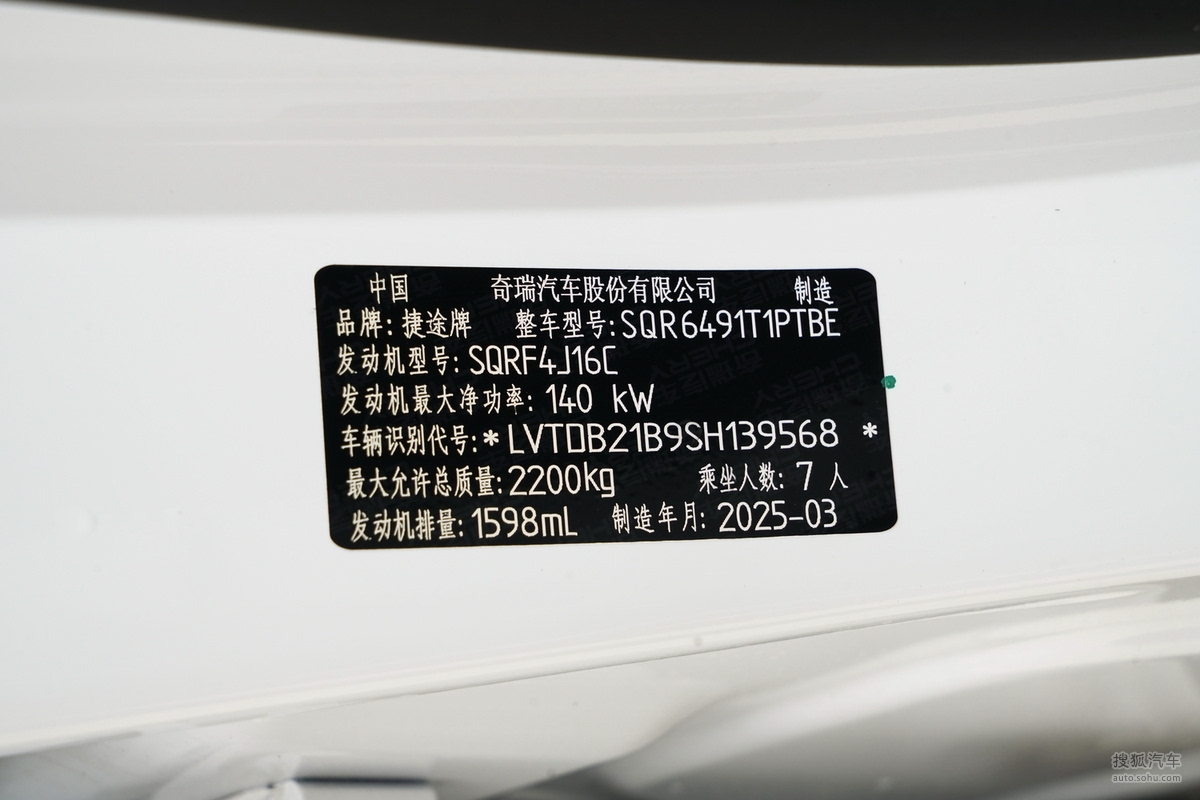 中国 奇瑞汽车股份有限公司 制造
品牌: 捷途牌 整车型号: SQR6491T1PTBE
发动机型号: SQRF4J16C
发动机最大净功率: 140 kW
车辆识别代号: *LVTDB21B9SH139568 *
最大允许总质量: 2200kg 乘坐人数: 7 人
发动机排量: 1598mL 制造年月: 2025-03
搜狐汽车
auto.sohu.com